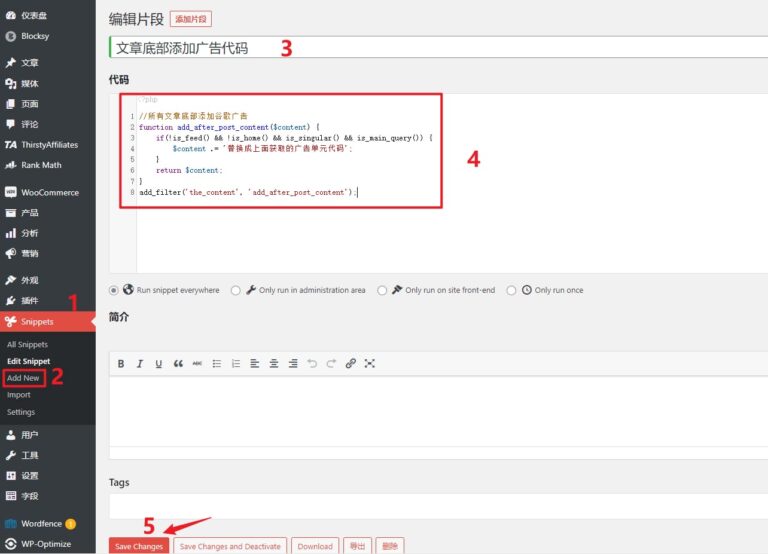 仪表盘
Blocksy
文章
媒体
页面
评论
TA ThirstyAffiliates
Rank Math
WooCommerce
产品
分析
营销
外观
插件
1
Snippets
All Snippets
Edit Snippet
Add New
2
Import
Settings
用户
工具
设置
字段
Wordfence 1
WP-Optimize
编辑片段 添加片段
文章底部添加广告代码 3
代码
<?php
1 //所有文章底部添加谷歌广告
2 function add_after_post_content($content) {
3 if(!is_feed() && !is_home() && is_singular() && is_main_query()) {
4 $content .= '替换成上面获取的广告单元代码';
5 }
6 return $content;
7 }
8 add_filter('the_content', 'add_after_post_content');
4
Run snippet everywhere Only run in administration area Only run on site front-end Only run once
简介
B I U ABC
Tags
5
Save Changes Save Changes and Deactivate Download 导出 删除